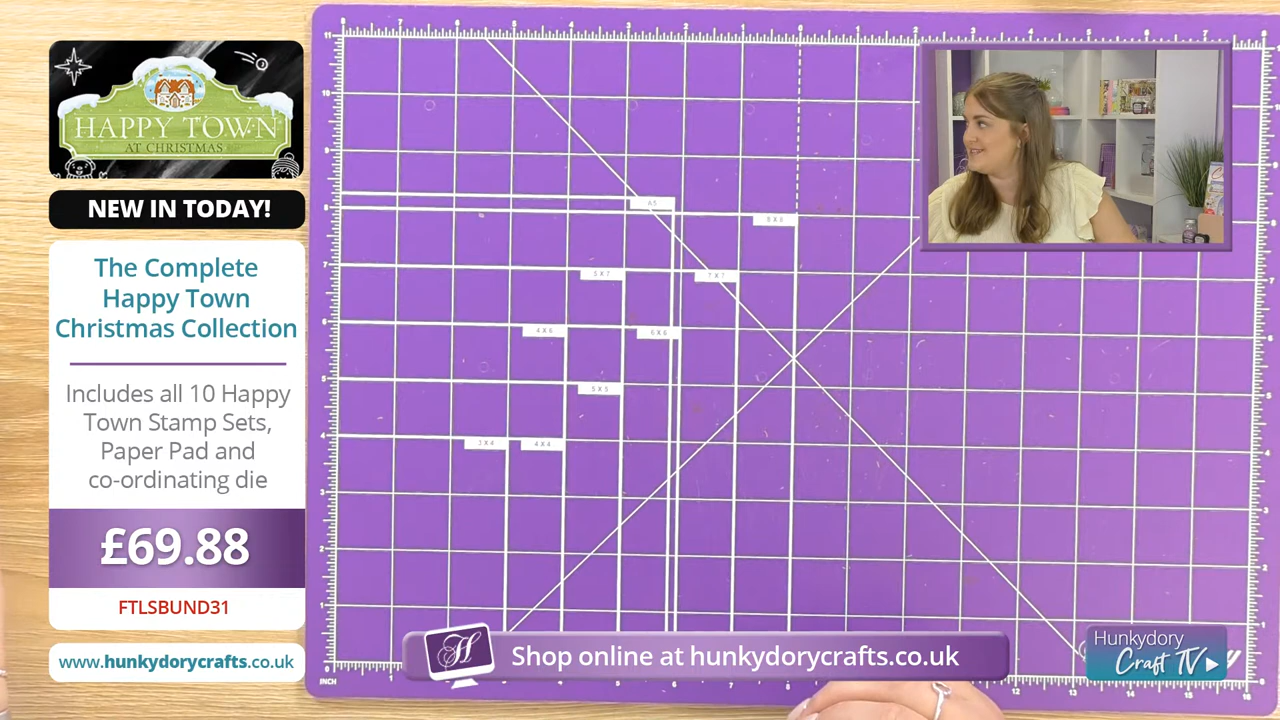 HAPPY TOWN
AT CHRISTMAS
NEW IN TODAY!
The Complete
Happy Town
Christmas Collection
Includes all 10 Happy
Town Stamp Sets,
Paper Pad and
co-ordinating die
£69.88
FTLSBUND31
www.hunkydorycrafts.co.uk
A5
8 X 8
5 X 7
7 X 7
4 X 6
6 X 6
5 X 5
3 X 4
4 X 4
INCH
H
Shop online at hunkydorycrafts.co.uk
Hunkydory
Craft TV